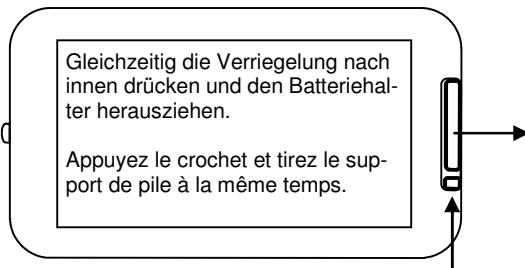 Gleichzeitig die Verriegelung nach
innen drücken und den Batteriehal-
ter herausziehen.
Appuyez le crochet et tirez le sup-
port de pile à la même temps.